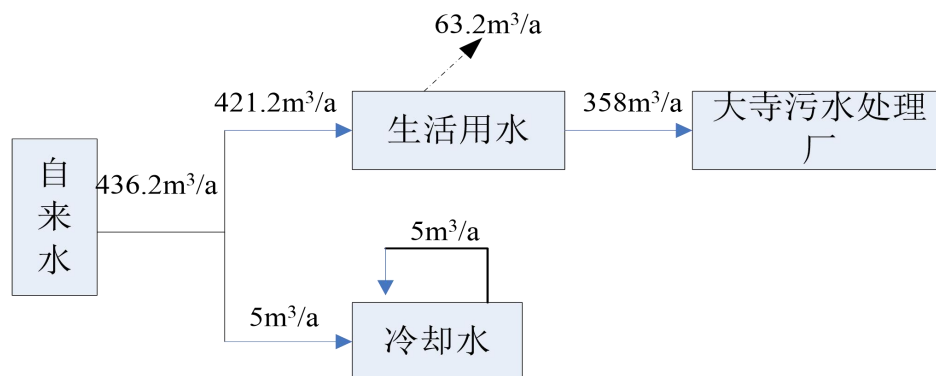 63.2m³/a
421.2m³/a
生活用水
358m³/a
大寺污水处理
厂
自
来
水
436.2m³/a
5m³/a
5m³/a
冷却水